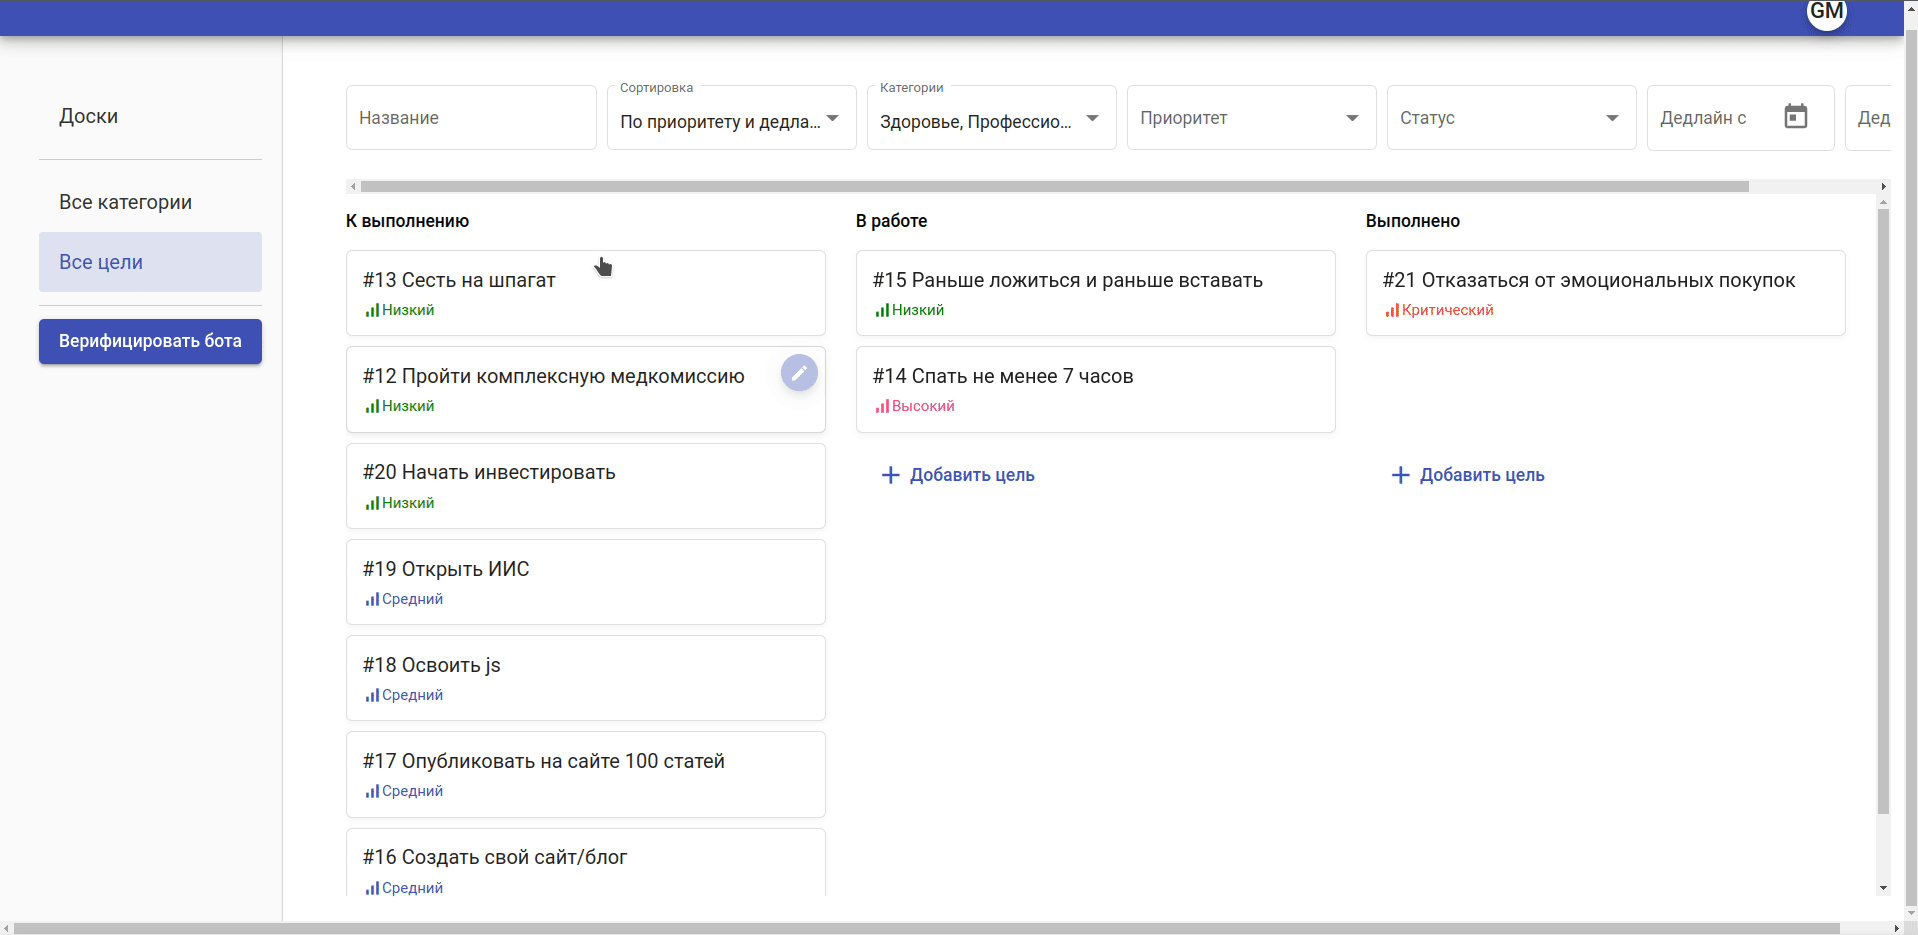 GM
Доски
Все категории
Все цели
Верифицировать бота
Название
Сортировка
По приоритету и дедла...
Категории
Здоровье, Профессио...
Приоритет
Статус
Дедлайн с
Дед
К выполнению
#13 Сесть на шпагат
Низкий
#12 Пройти комплексную медкомиссию
Низкий
#20 Начать инвестировать
Низкий
#19 Открыть ИИС
Средний
#18 Освоить js
Средний
#17 Опубликовать на сайте 100 статей
Средний
#16 Создать свой сайт/блог
Средний
В работе
#15 Раньше ложиться и раньше вставать
Низкий
#14 Спать не менее 7 часов
Высокий
Добавить цель
Выполнено
#21 Отказаться от эмоциональных покупок
Критический
Добавить цель